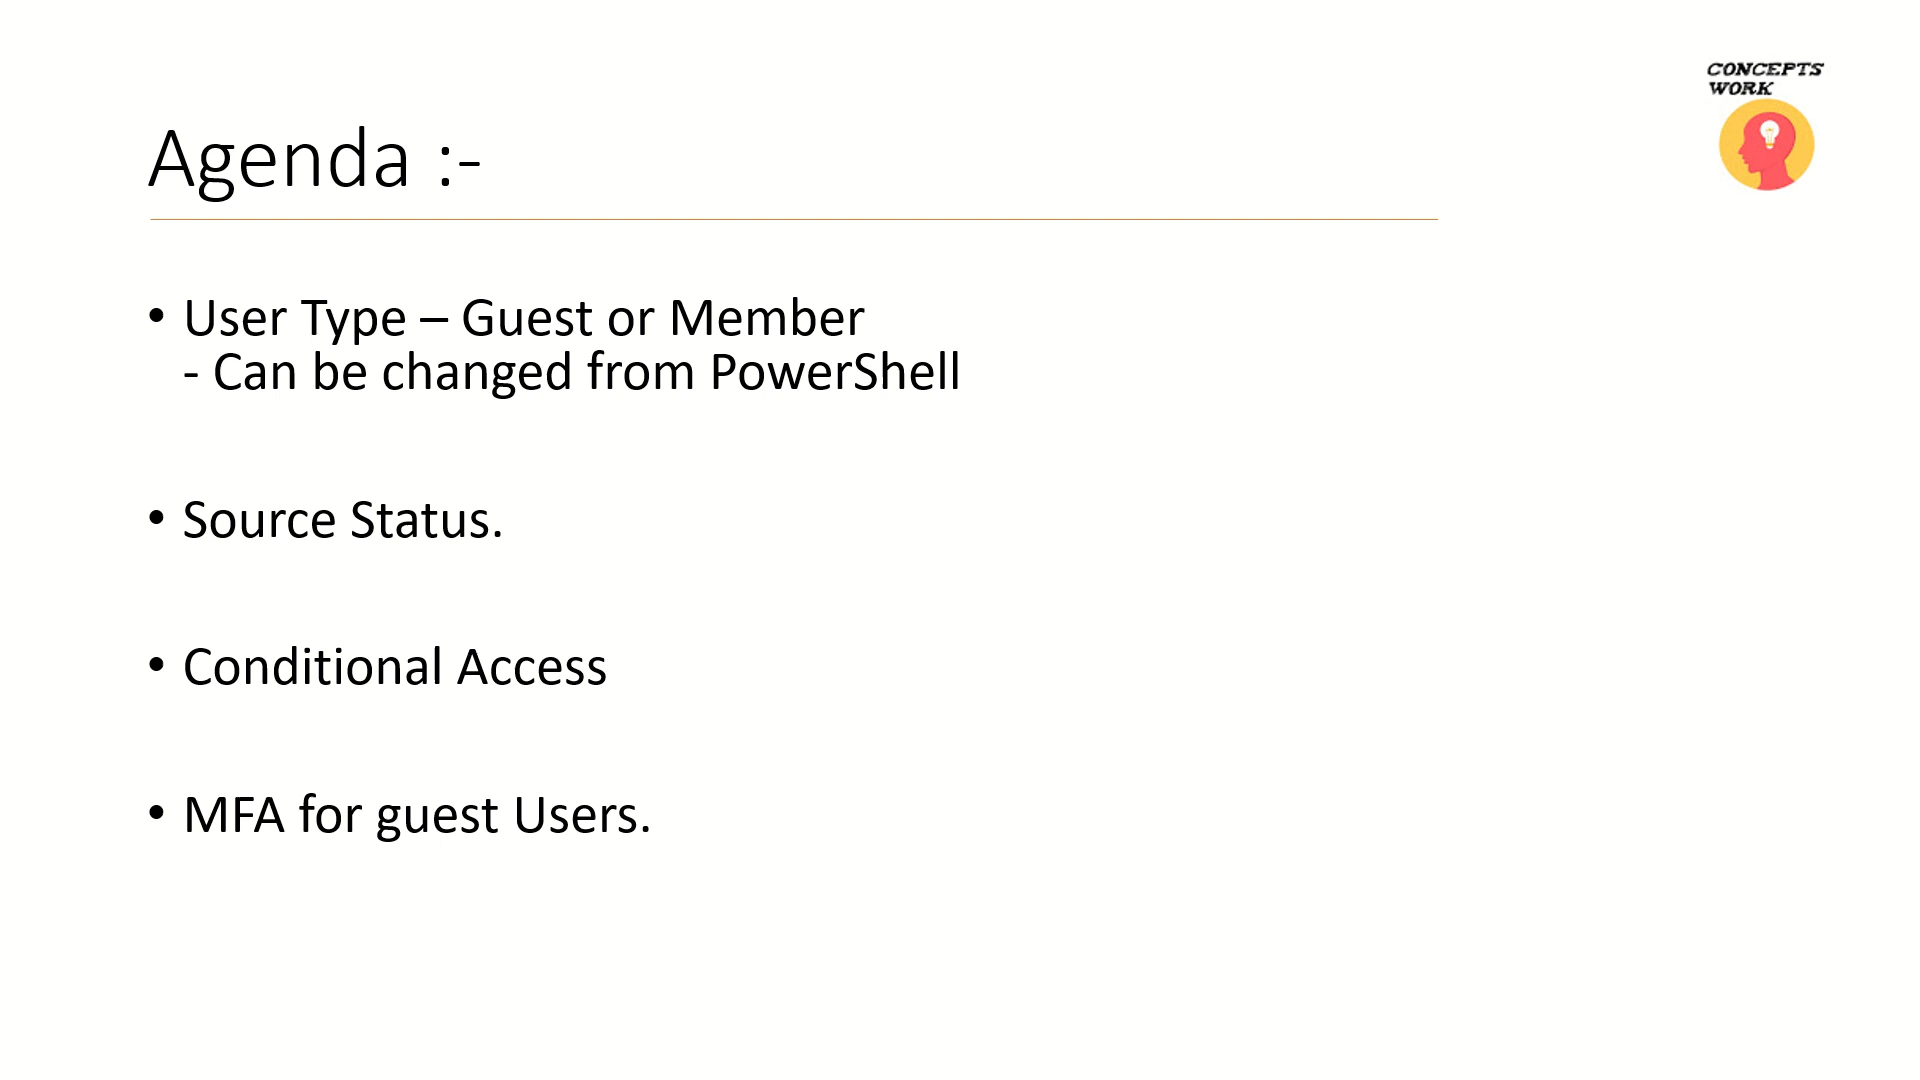 CONCEPTS
WORK
Agenda :-
• User Type – Guest or Member
- Can be changed from PowerShell
• Source Status.
• Conditional Access
• MFA for guest Users.